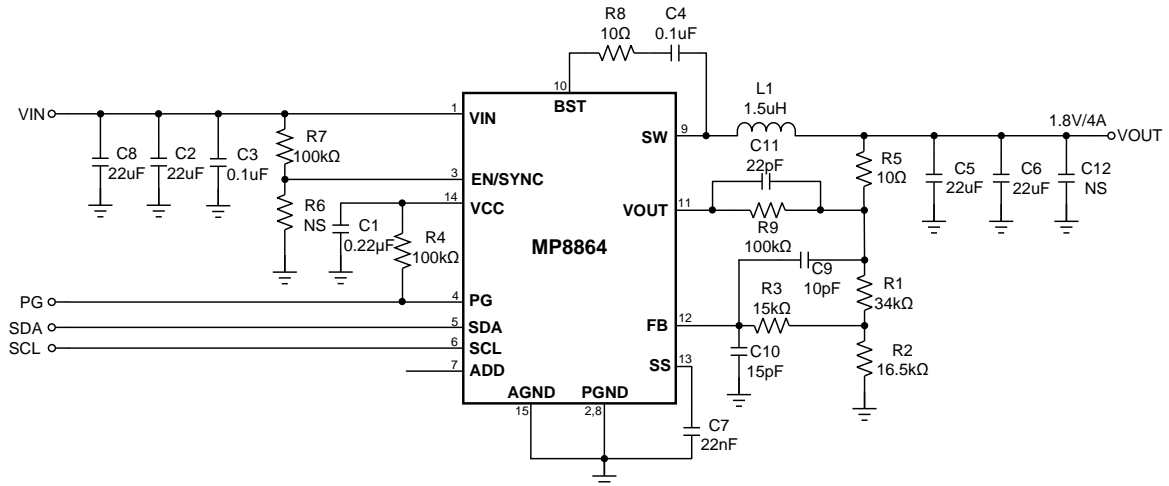 R8
10Ω
C4
0.1uF
10
BST
VIN
1
VIN
L1
1.5uH
SW
9
1.8V/4A
VOUT
R7
100kΩ
C8
22uF
C2
22uF
C3
0.1uF
C11
22pF
R5
10Ω
C5
22uF
C6
22uF
C12
NS
3
EN/SYNC
R6
NS
14
VCC
VOUT
11
R9
100kΩ
C1
0.22µF
R4
100kΩ
MP8864
C9
10pF
R1
34kΩ
R3
15kΩ
PG
4
PG
SDA
5
SDA
FB
12
SCL
6
SCL
C10
15pF
R2
16.5kΩ
7
ADD
SS
13
AGND
PGND
15
2,8
C7
22nF